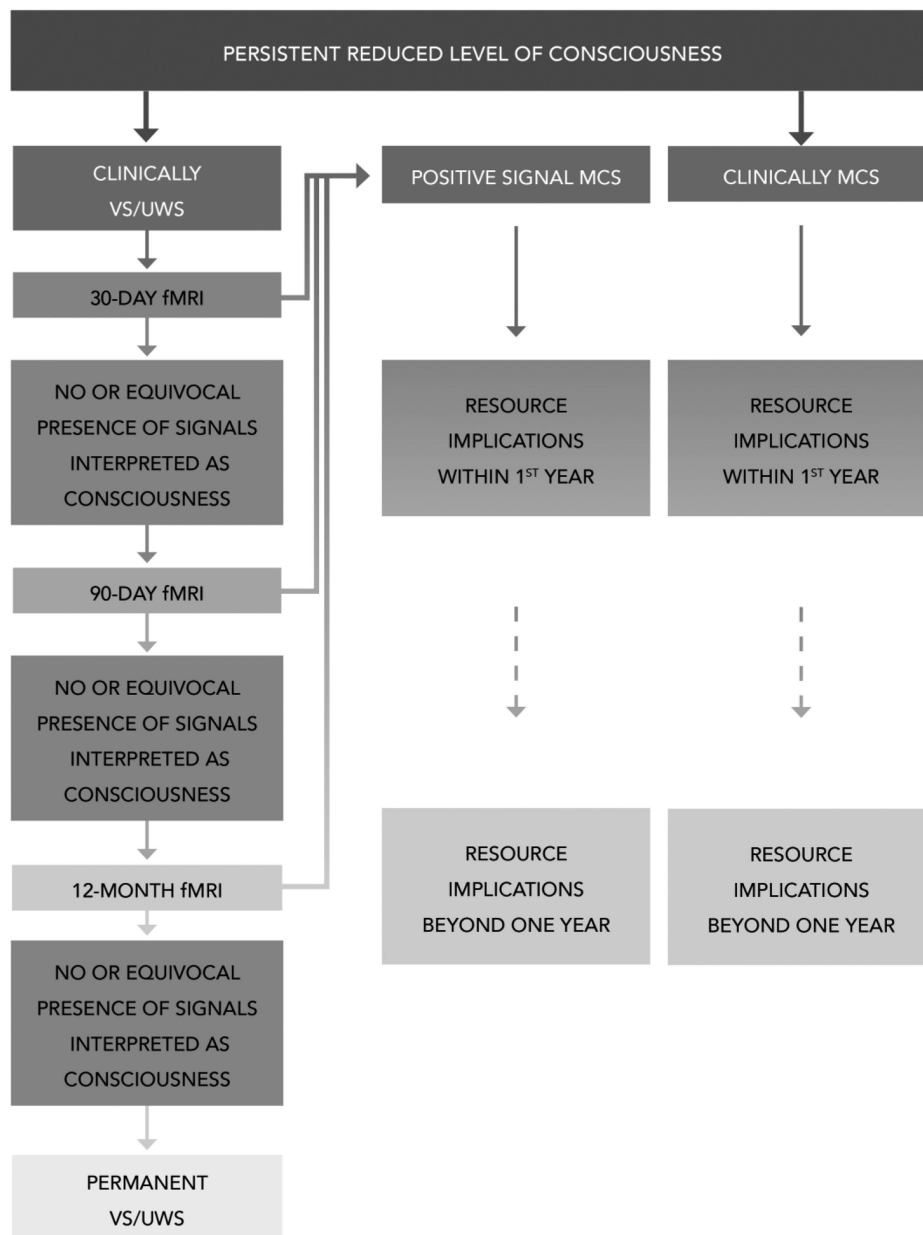 PERSISTENT REDUCED LEVEL OF CONSCIOUSNESS
CLINICALLY
VS/UWS
30-DAY fMRI
NO OR EQUIVOCAL
PRESENCE OF SIGNALS
INTERPRETED AS
CONSCIOUSNESS
90-DAY fMRI
NO OR EQUIVOCAL
PRESENCE OF SIGNALS
INTERPRETED AS
CONSCIOUSNESS
12-MONTH fMRI
NO OR EQUIVOCAL
PRESENCE OF SIGNALS
INTERPRETED AS
CONSCIOUSNESS
PERMANENT
VS/UWS
POSITIVE SIGNAL MCS
RESOURCE
IMPLICATIONS
WITHIN 1ST YEAR
RESOURCE
IMPLICATIONS
BEYOND ONE YEAR
CLINICALLY MCS
RESOURCE
IMPLICATIONS
WITHIN 1ST YEAR
RESOURCE
IMPLICATIONS
BEYOND ONE YEAR